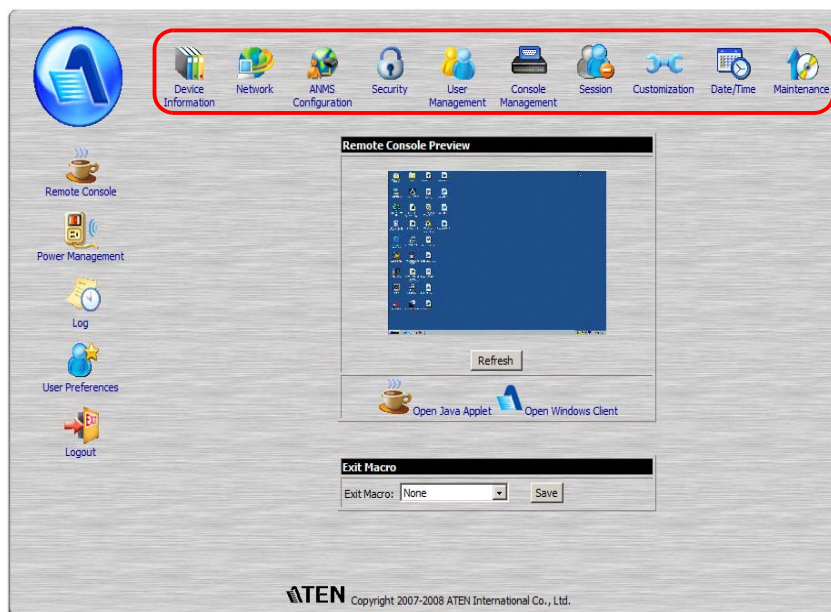 Device Information
Network
ANMS Configuration
Security
User Management
Console Management
Session
Customization
Date/Time
Maintenance
Remote Console
Power Management
Log
User Preferences
EXIT
Logout
Remote Console Preview
Refresh
Open Java Applet
Open Windows Client
Exit Macro
Exit Macro: None Save
ATEN Copyright 2007-2008 ATEN International Co., Ltd.